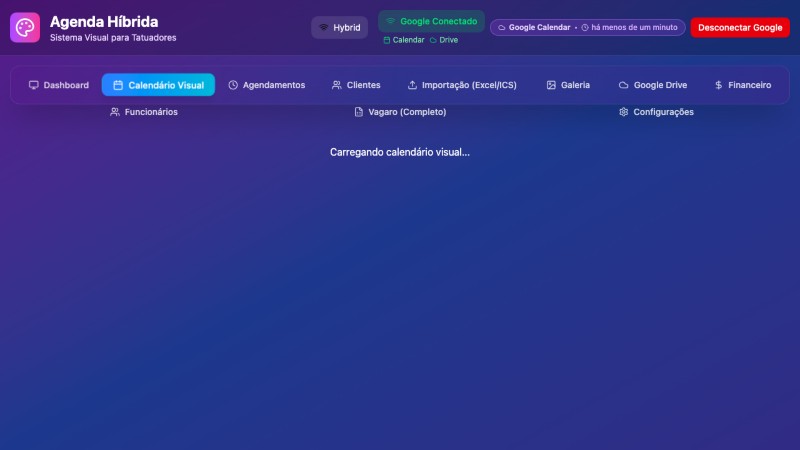 Agenda Híbrida
Sistema Visual para Tatuadores
Hybrid
Google Conectado
Calendar Drive
Google Calendar • há menos de um minuto
Desconectar Google
Dashboard Calendário Visual Agendamentos Clientes Importação (Excel/ICS) Galeria Google Drive Financeiro
Funcionários Vagaro (Completo) Configurações
Carregando calendário visual...